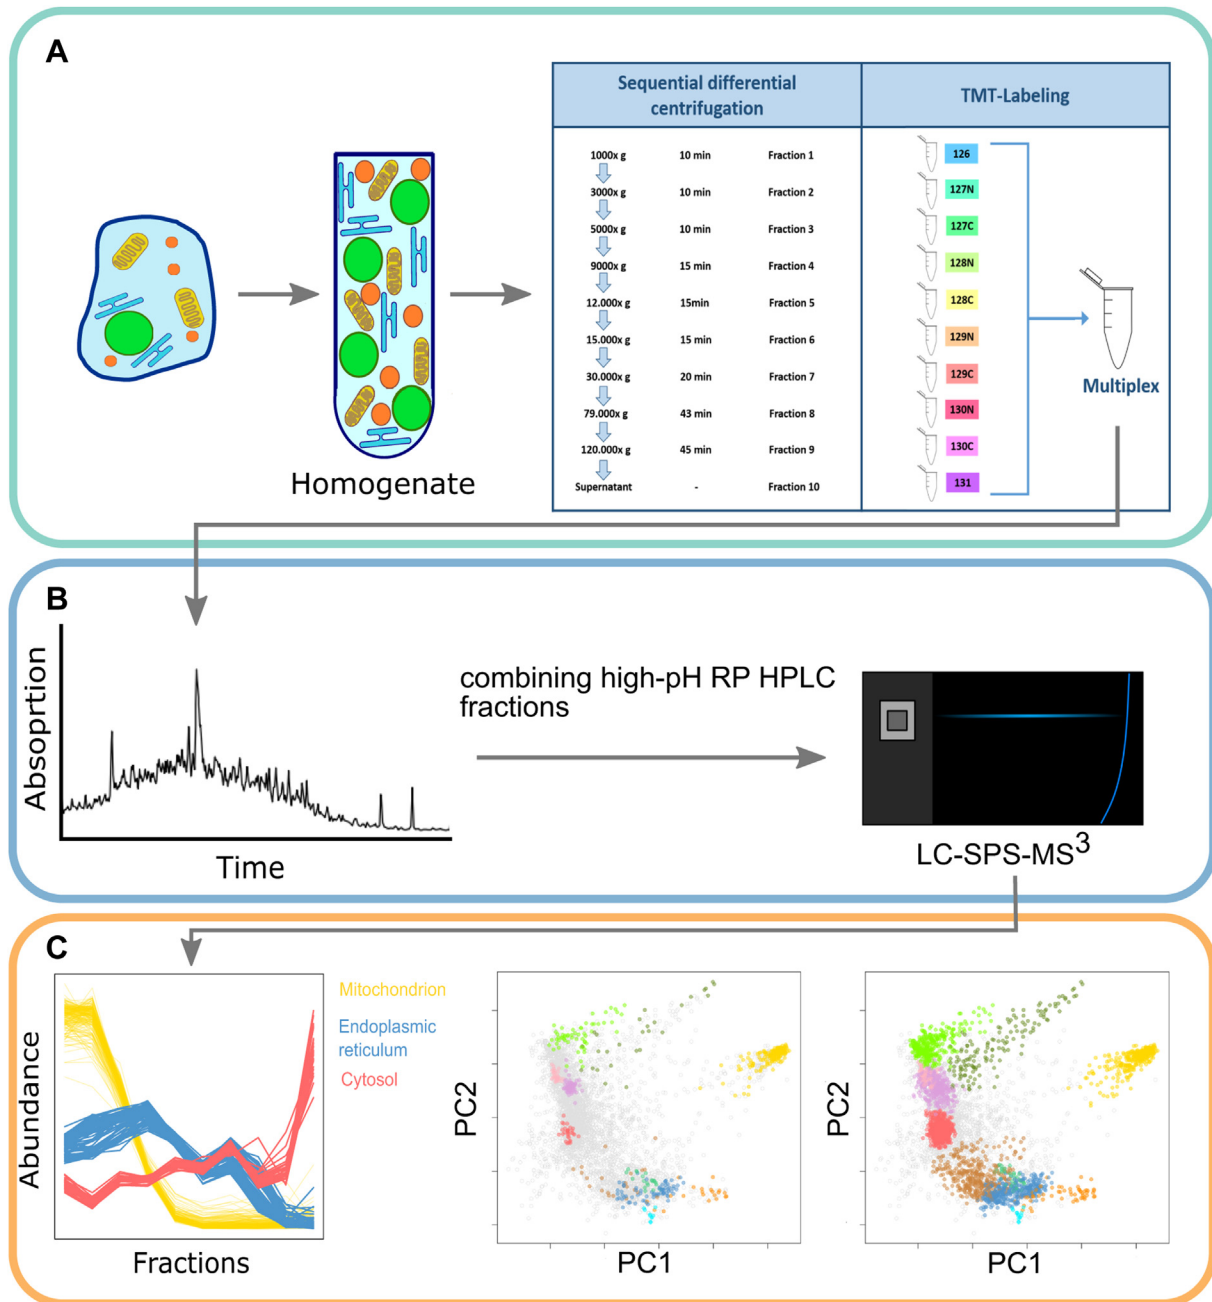 A
Sequential differential
centrifugation
TMT-Labeling
1000x g 10 min Fraction 1
126
3000x g 10 min Fraction 2
127N
5000x g 10 min Fraction 3
127C
9000x g 15 min Fraction 4
128N
12.000x g 15min Fraction 5
128C
15.000x g 15 min Fraction 6
129N
30.000x g 20 min Fraction 7
129C
79.000x g 43 min Fraction 8
130N
120.000x g 45 min Fraction 9
130C
Supernatant - Fraction 10
131
Multiplex
Homogenate
B
Absoprtion
Time
combining high-pH RP HPLC
fractions
LC-SPS-MS3
C
Abundance
Fractions
Mitochondrion
Endoplasmic
reticulum
Cytosol
PC2
PC1
PC2
PC1